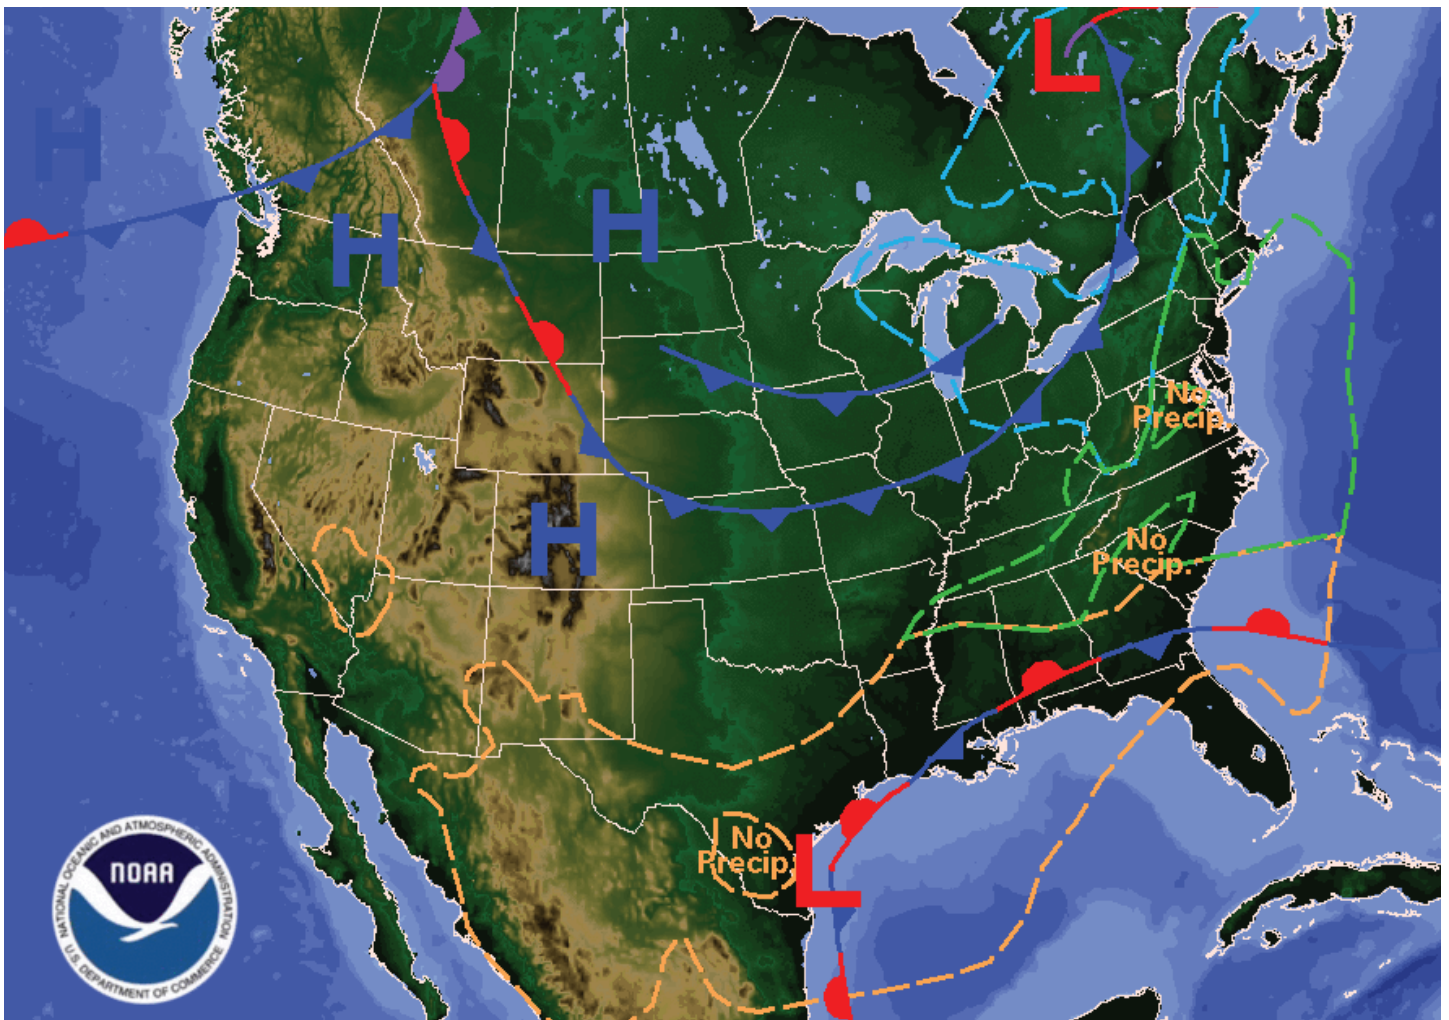 L
H
H
H
No
Precip.
H
No
Precip.
No
Precip.
L
NATIONAL OCEANIC AND ATMOSPHERIC ADMINISTRATION
NOAA
U.S. DEPARTMENT OF COMMERCE